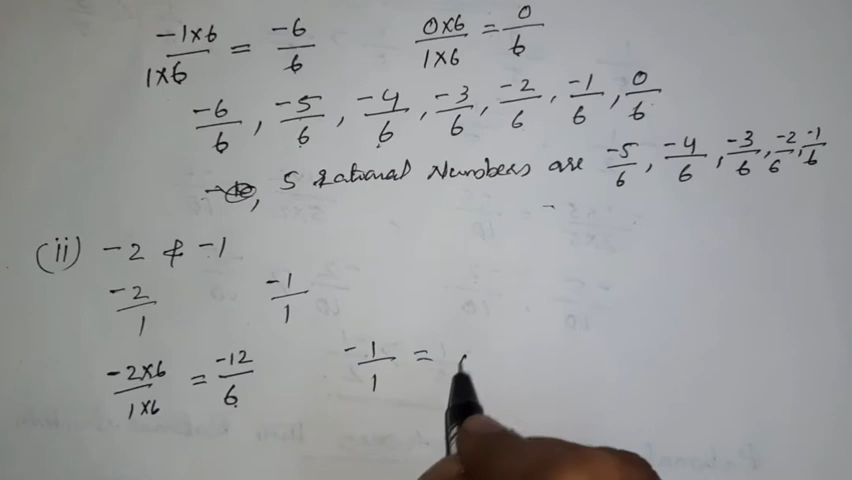 -1×6/1×6 = -6/6 0×6/1×6 = 0/6
-6/6, -5/6, -4/6, -3/6, -2/6, -1/6, 0/6
, 5 rational Numbers are -5/6, -4/6, -3/6, -2/6, -1/6
(ii) -2 & -1
-2/1 -1/1
-2×6/1×6 = -12/6 -1/1 =